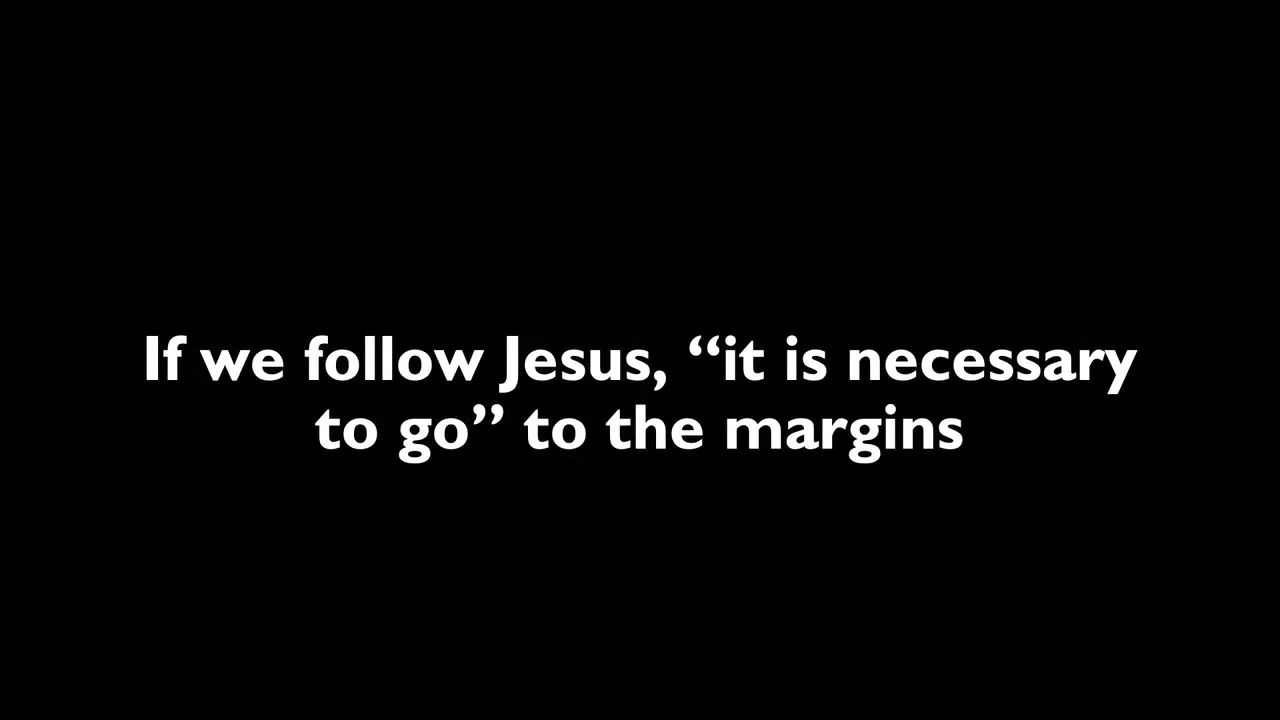 If we follow Jesus, “it is necessary
to go” to the margins